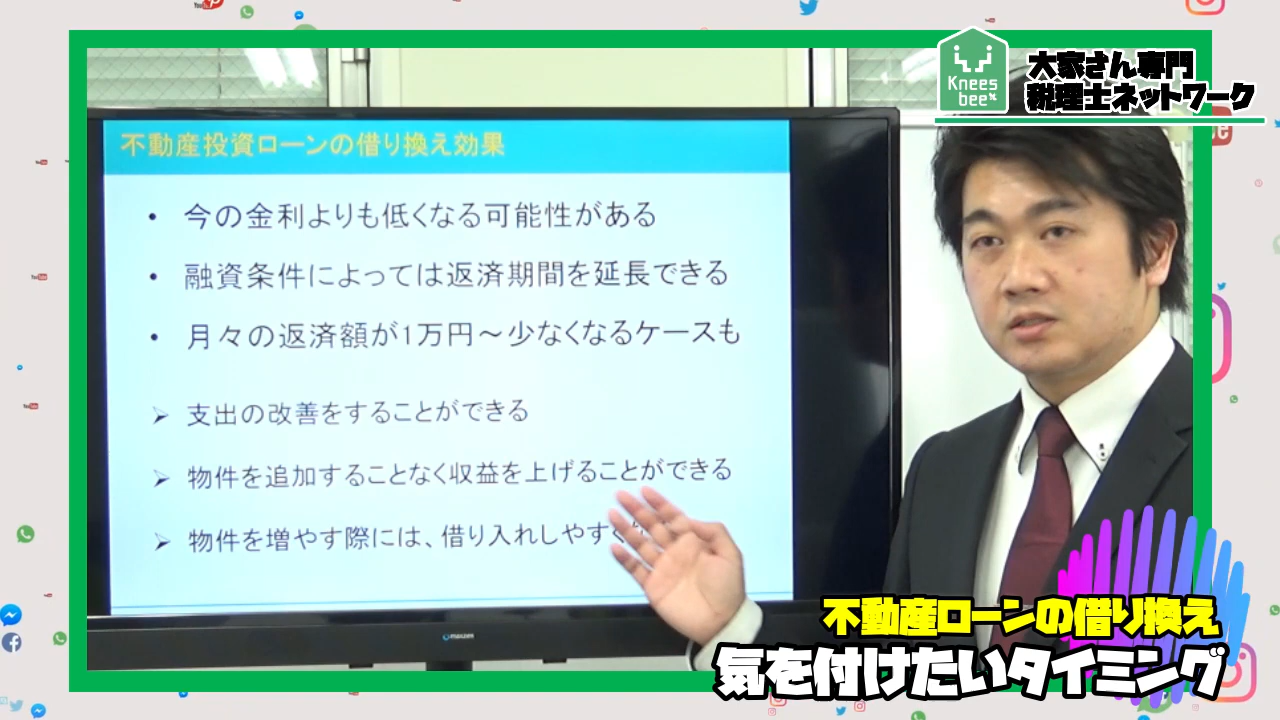 Knees
bee
大家さん専門
税理士ネットワーク
不動産投資ローンの借り換え効果
• 今の金利よりも低くなる可能性がある
• 融資条件によっては返済期間を延長できる
• 月々の返済額が1万円～少なくなるケースも
➢ 支出の改善をすることができる
➢ 物件を追加することなく収益を上げることができる
➢ 物件を増やす際には、借り入れしやすく
不動産ローンの借り換え
気を付けたいタイミング